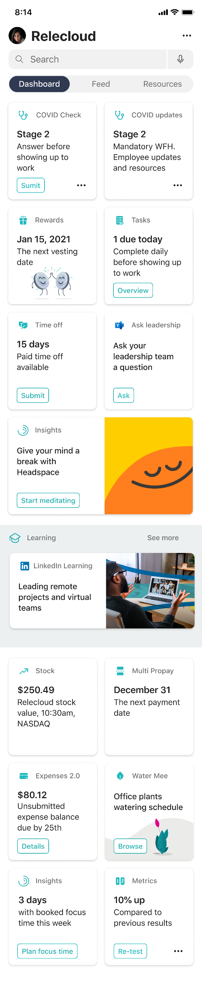 8:14
Relecloud
Search
Dashboard
Feed
Resources
COVID Check
Stage 2
Answer before
showing up to
work
Sumit
COVID updates
Stage 2
Mandatory WFH.
Employee updates
and resources
Rewards
Jan 15, 2021
The next vesting
date
Tasks
1 due today
Complete daily
before showing up
to work
Overview
Time off
15 days
Paid time off
available
Submit
Ask leadership
Ask your
leadership team
a question
Ask
Insights
Give your mind a
break with
Headspace
Start meditating
Learning
See more
LinkedIn Learning
Leading remote
projects and virtual
teams
Stock
$250.49
Relecloud stock
value, 10:30am,
NASDAQ
Multi Propay
December 31
The next payment
date
Expenses 2.0
$80.12
Unsubmitted
expense balance
due by 25th
Details
Water Mee
Office plants
watering schedule
Browse
Insights
3 days
with booked focus
time this week
Plan focus time
Metrics
10% up
Compared to
previous results
Re-test